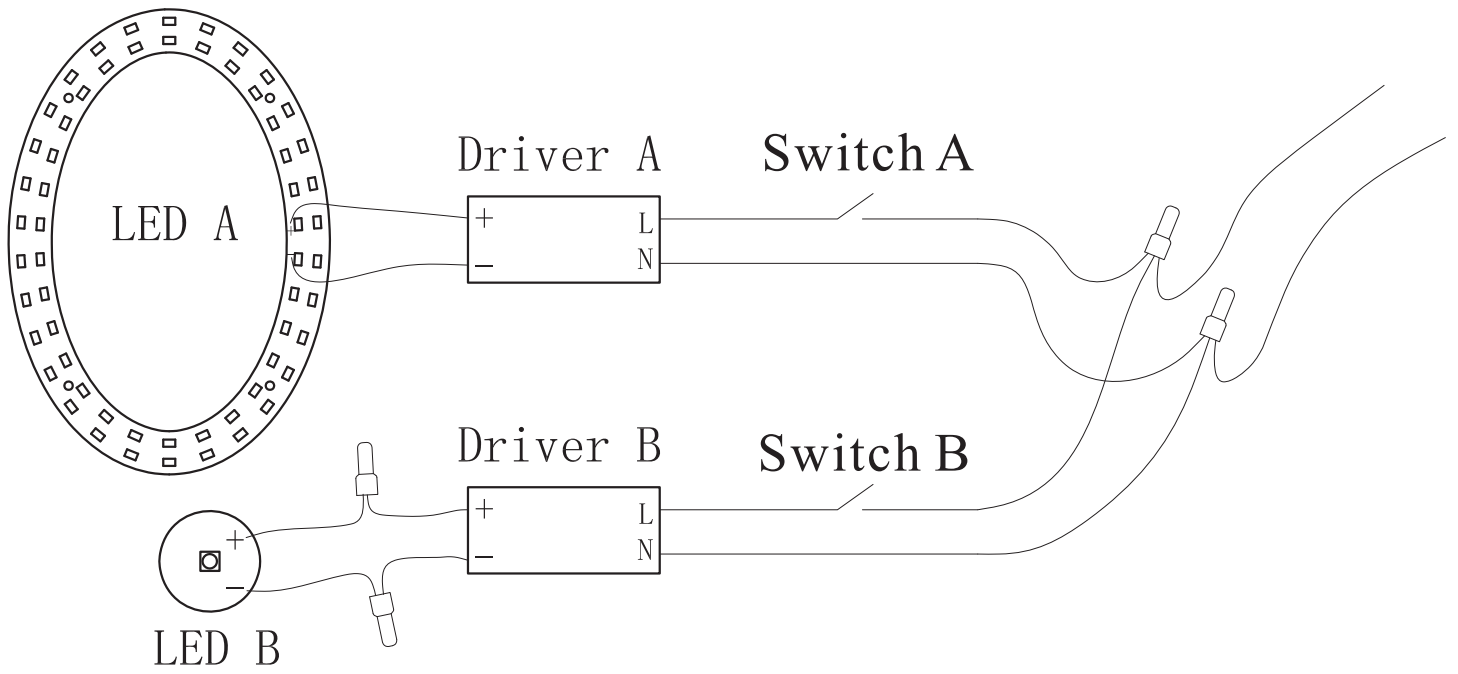 Driver A
Switch A
LED A
+
L
+
N
−
−
Driver B
Switch B
+
L
+
−
N
−
LED B